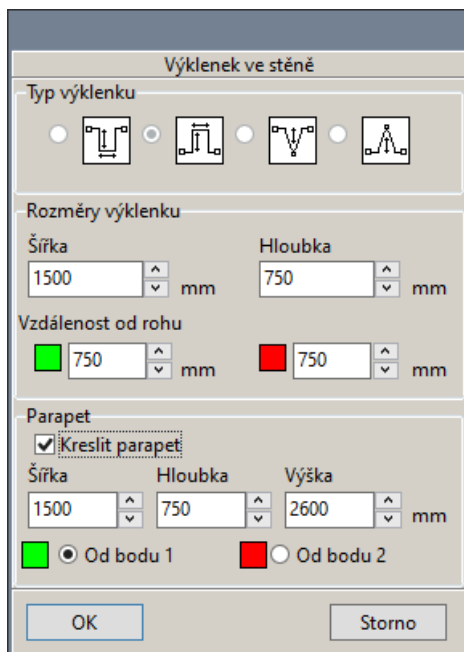 Výklenek ve stěně
Typ výklenku
Rozměry výklenku
Šířka Hloubka
1500 mm 750 mm
Vzdálenost od rohu
750 mm 750 mm
Parapet
Kreslit parapet
Šířka Hloubka Výška
1500 750 2600 mm
Od bodu 1 Od bodu 2
OK Storno